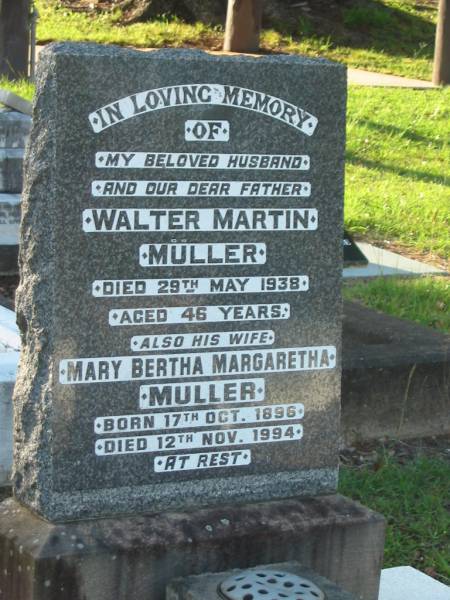 IN LOVING MEMORY
OF
MY BELOVED HUSBAND
AND OUR DEAR FATHER
WALTER MARTIN
MÜLLER
DIED 29TH MAY 1938
AGED 46 YEARS.
ALSO HIS WIFE
MARY BERTHA MARGARETHA
MULLER
BORN 17TH OCT. 1896
DIED 12TH NOV. 1994
AT REST